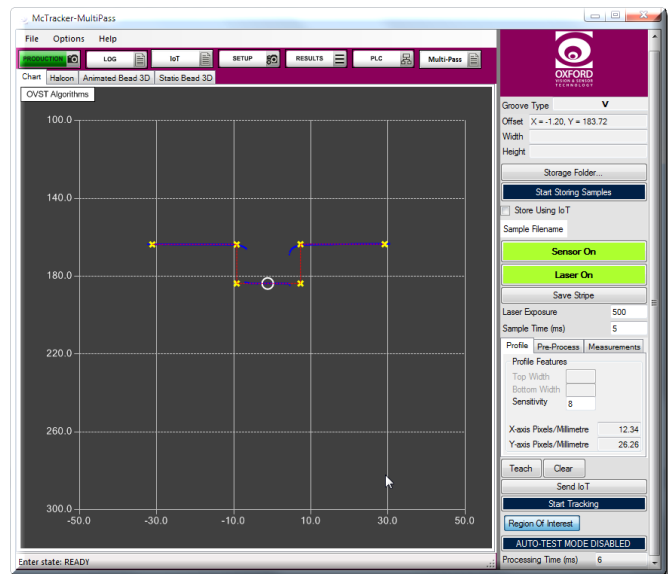 McTracker-MultiPass
File Options Help
PRODUCTION LOG IoT SETUP RESULTS PLC Multi-Pass
Chart Halcon Animated Bead 3D Static Bead 3D
OVST Algorithms
100.0
140.0
180.0
220.0
260.0
300.0
-50.0 -30.0 -10.0 10.0 30.0 50.0
Enter state: READY
OXFORD
VISION & SENSOR
TECHNOLOGY
Groove Type V
Offset X = -1.20, Y = 183.72
Width
Height
Storage Folder...
Start Storing Samples
Store Using IoT
Sample Filename
Sensor On
Laser On
Save Stripe
Laser Exposure 500
Sample Time (ms) 5
Profile Pre-Process Measurements
Profile Features
Top Width
Bottom Width
Sensitivity 8
X-axis Pixels/Millimetre 12.34
Y-axis Pixels/Millimetre 26.26
Teach Clear
Send IoT
Start Tracking
Region Of Interest
AUTO-TEST MODE DISABLED
Processing Time (ms) 6